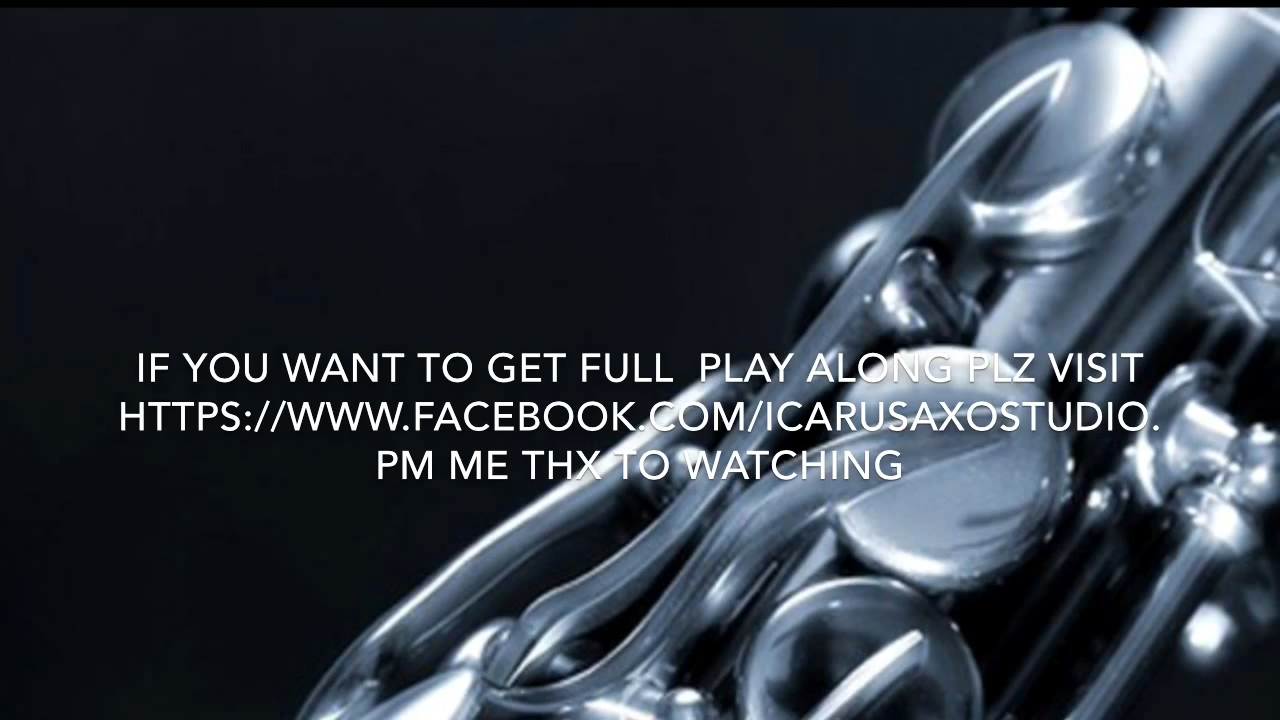 IF YOU WANT TO GET FULL  PLAY ALONG PLZ VISIT
HTTPS://WWW.FACEBOOK.COM/ICARUSAXOSTUDIO.
PM ME THX TO WATCHING